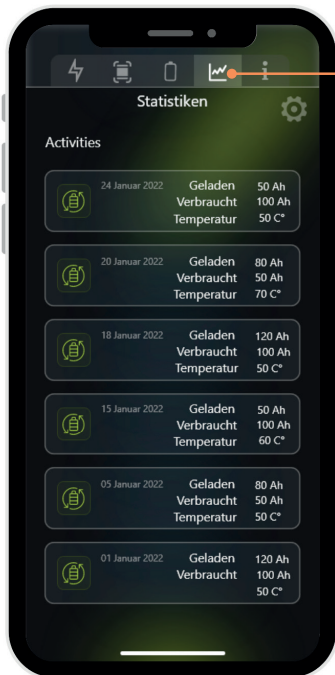 Statistiken
Activities
24 Januar 2022 Geladen 50 Ah
Verbraucht 100 Ah
Temperatur 50 C°
20 Januar 2022 Geladen 80 Ah
Verbraucht 50 Ah
Temperatur 70 C°
18 Januar 2022 Geladen 120 Ah
Verbraucht 100 Ah
Temperatur 50 C°
15 Januar 2022 Geladen 50 Ah
Verbraucht 100 Ah
Temperatur 60 C°
05 Januar 2022 Geladen 80 Ah
Verbraucht 50 Ah
Temperatur 50 C°
01 Januar 2022 Geladen 120 Ah
Verbraucht 100 Ah
50 C°